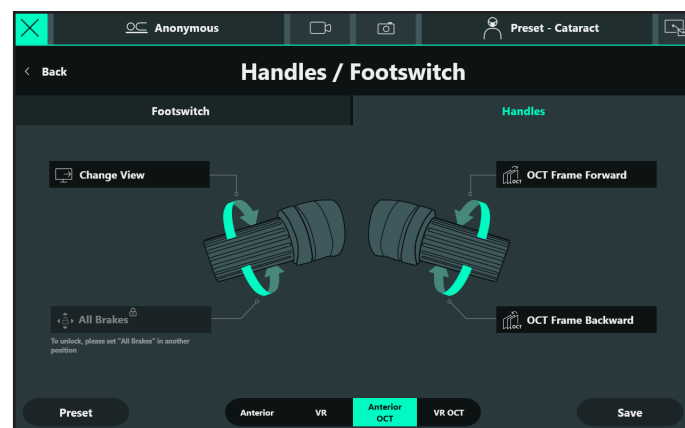 Anonymous
Preset - Cataract
Back
Handles / Footswitch
Footswitch
Handles
Change View
OCT Frame Forward
All Brakes
To unlock, please set "All Brakes" in another
position
OCT Frame Backward
Preset
Anterior
VR
Anterior
OCT
VR OCT
Save